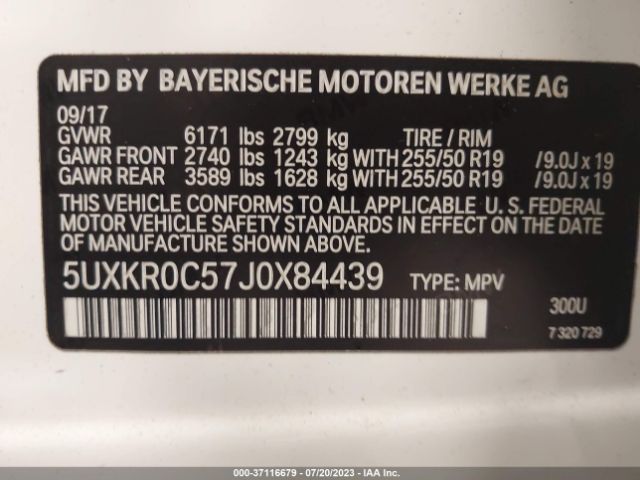 MFD BY BAYERISCHE MOTOREN WERKE AG
09/17
GVWR 6171 lbs 2799 kg TIRE / RIM
GAWR FRONT 2740 lbs 1243 kg WITH 255/50 R19 /9.0J x 19
GAWR REAR 3589 lbs 1628 kg WITH 255/50 R19 /9.0J x 19
THIS VEHICLE CONFORMS TO ALL APPLICABLE U. S. FEDERAL
MOTOR VEHICLE SAFETY STANDARDS IN EFFECT ON THE
DATE OF MANUFACTURE SHOWN ABOVE.
5UXKR0C57J0X84439 TYPE: MPV
300U
7 320 729
000-37116679 / 07/20/2023 / IAAI.COM